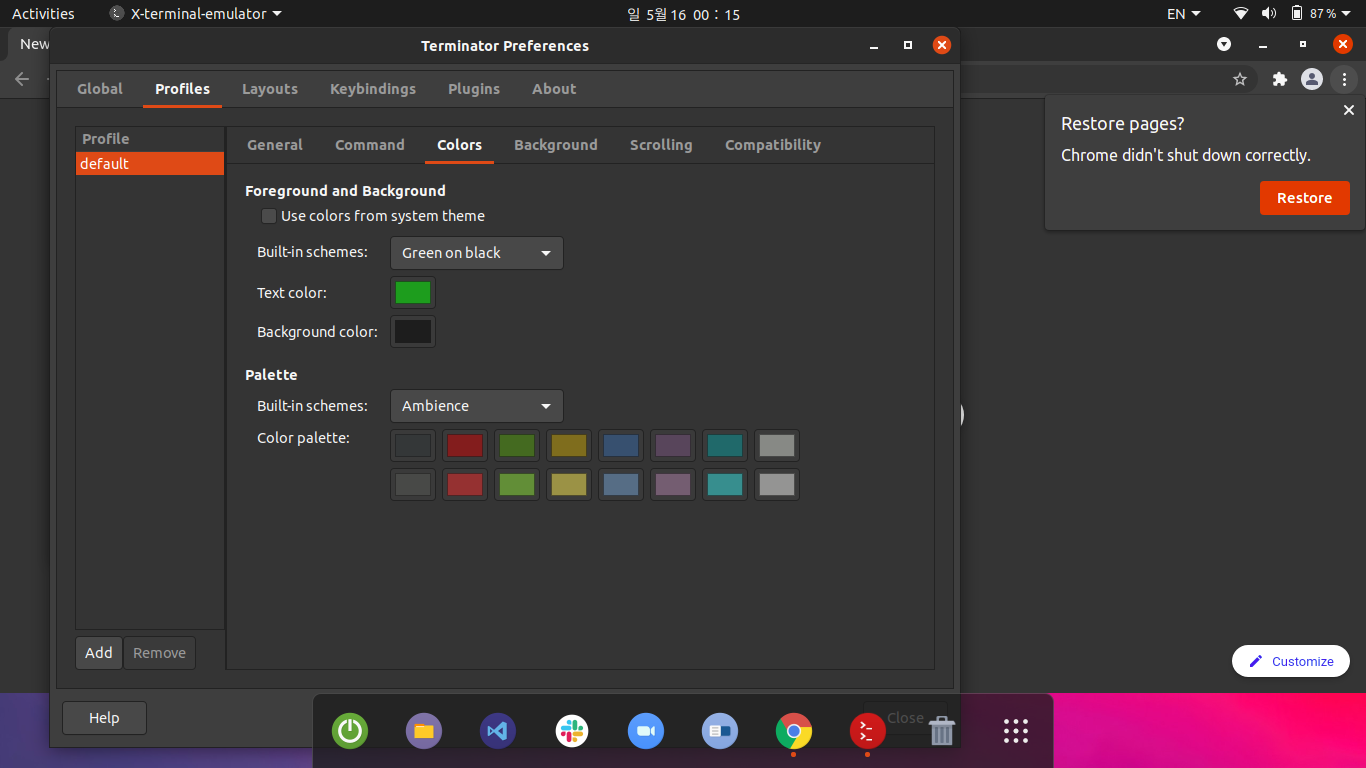 Activities
X-terminal-emulator
일 5월 16 00 : 15
EN
87 %
New
Terminator Preferences
Global
Profiles
Layouts
Keybindings
Plugins
About
Profile
default
General
Command
Colors
Background
Scrolling
Compatibility
Foreground and Background
Use colors from system theme
Built-in schemes:
Green on black
Text color:
Background color:
Palette
Built-in schemes:
Ambience
Color palette:
Add
Remove
Help
Close
Restore pages?
Chrome didn't shut down correctly.
Restore
Customize